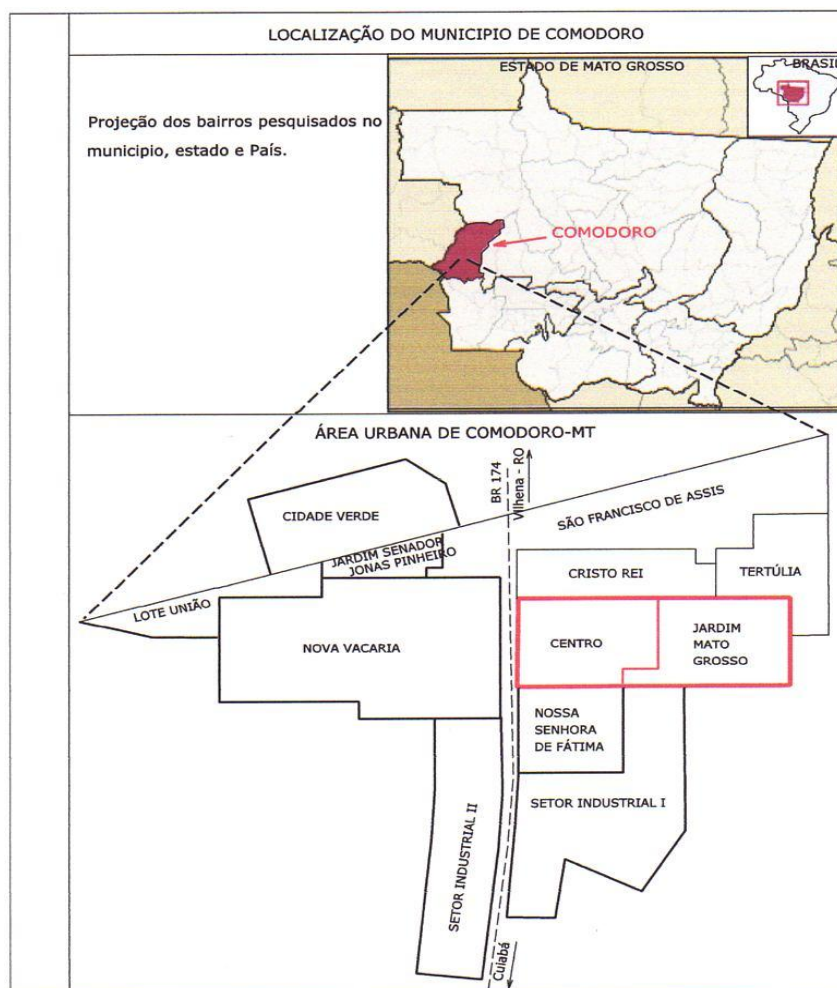 LOCALIZAÇÃO DO MUNICIPIO DE COMODORO
ESTADO DE MATO GROSSO
BRASIL
Projeção dos bairros pesquisados no
municipio, estado e País.
COMODORO
ÁREA URBANA DE COMODORO-MT
BR 174
Vilhena - RO
SÃO FRANCISCO DE ASSIS
CIDADE VERDE
JARDIM SENADOR
JONAS PINHEIRO
CRISTO REI
TERTÚLIA
LOTE UNIÃO
NOVA VACARIA
CENTRO
JARDIM
MATO
GROSSO
NOSSA
SENHORA
DE FÁTIMA
SETOR INDUSTRIAL I
SETOR INDUSTRIAL II
Cuiabá